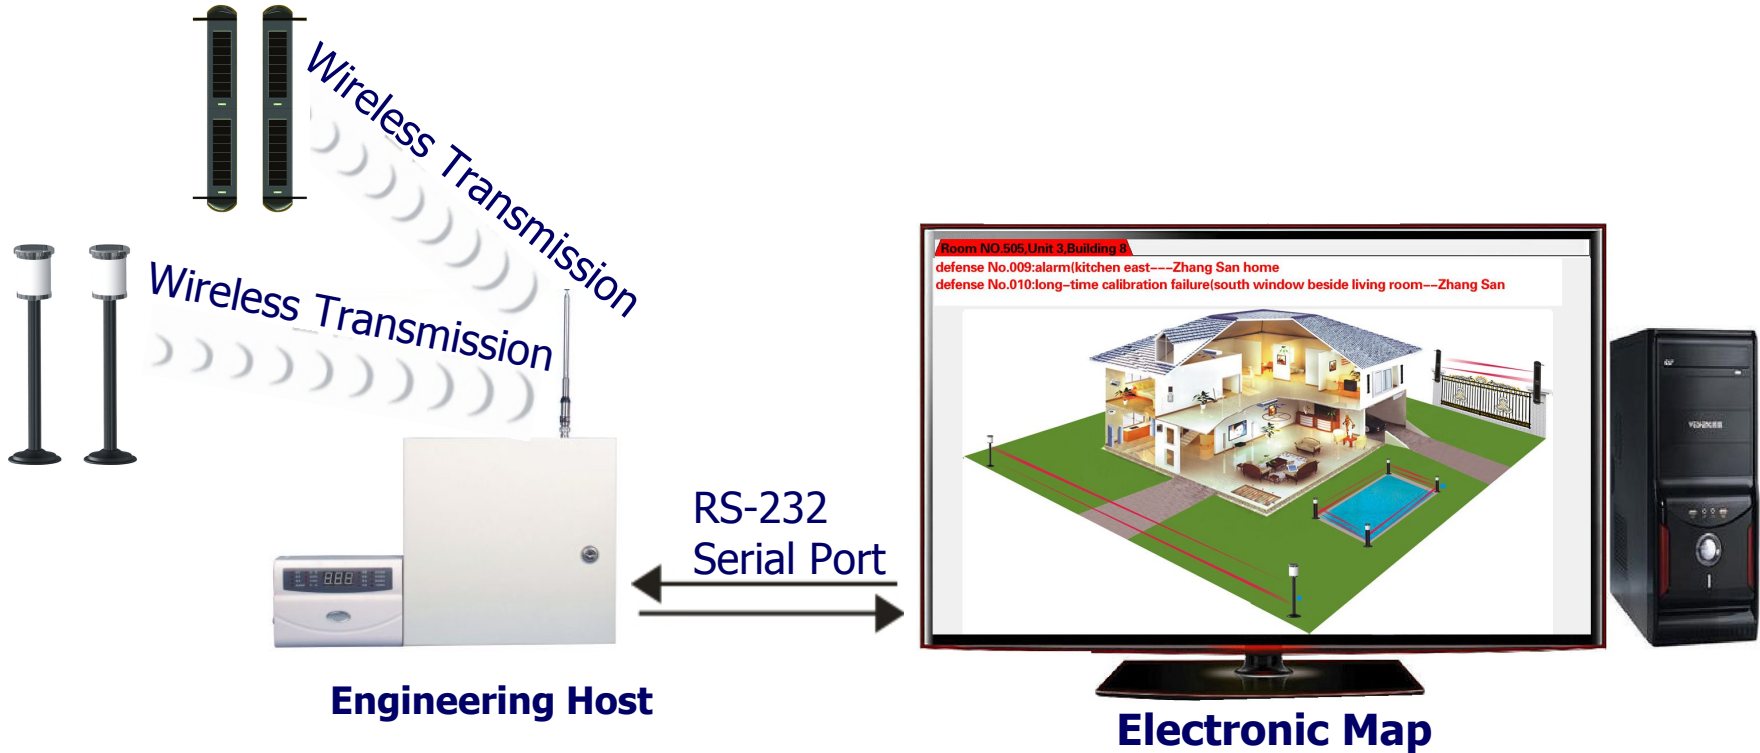 Wireless Transmission
Wireless Transmission
Room NO.505,Unit 3,Building 8
defense No.009:alarm(kitchen east---Zhang San home
defense No.010:long-time calibration failure(south window beside living room--Zhang San
888
RS-232
Serial Port
Engineering Host
Electronic Map